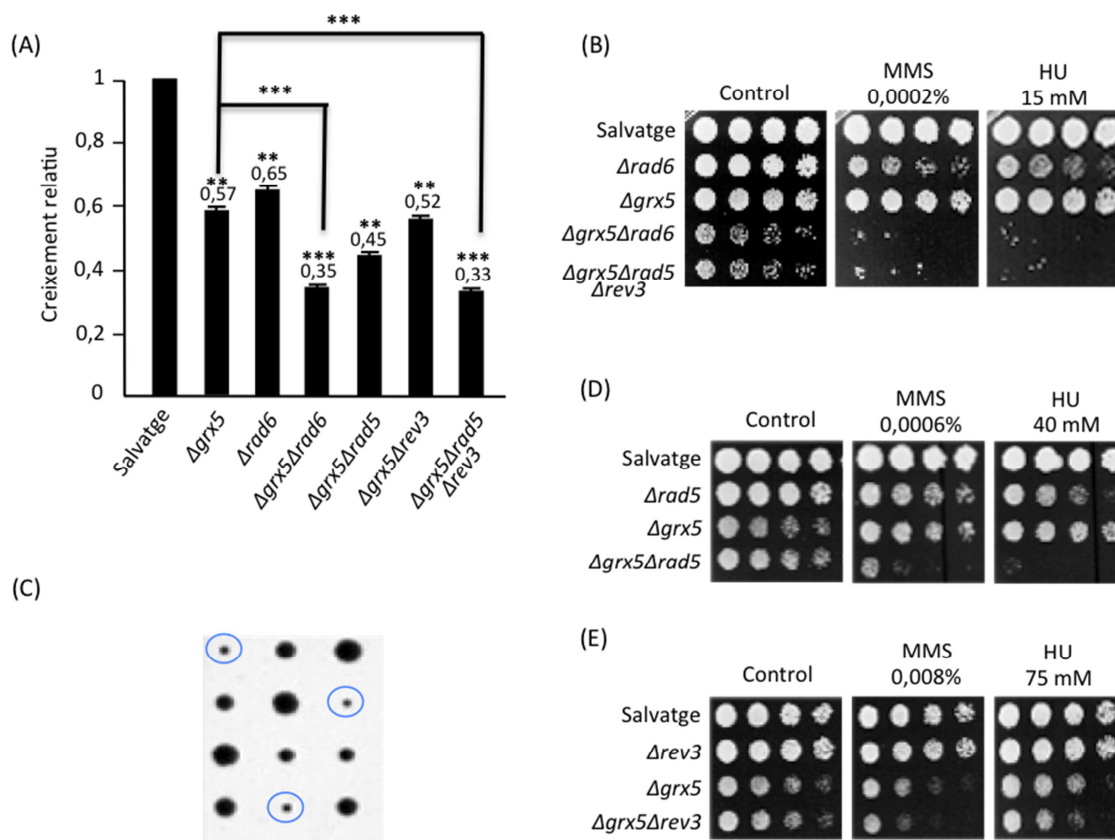 (A)
***
***
Creixement relatiu
1
0,8
0,6
0,4
0,2
0
**
0,57
**
0,65
***
0,35
**
0,45
**
0,52
***
0,33
Salvatge
Δgrx5
Δrad6
Δgrx5Δrad6
Δgrx5Δrad5
Δgrx5Δrev3
Δgrx5Δrad5
Δrev3
(B)
Control
MMS
0,0002%
HU
15 mM
Salvatge
Δrad6
Δgrx5
Δgrx5Δrad6
Δgrx5Δrad5
Δrev3
(C)
(D)
Control
MMS
0,0006%
HU
40 mM
Salvatge
Δrad5
Δgrx5
Δgrx5Δrad5
(E)
Control
MMS
0,008%
HU
75 mM
Salvatge
Δrev3
Δgrx5
Δgrx5Δrev3